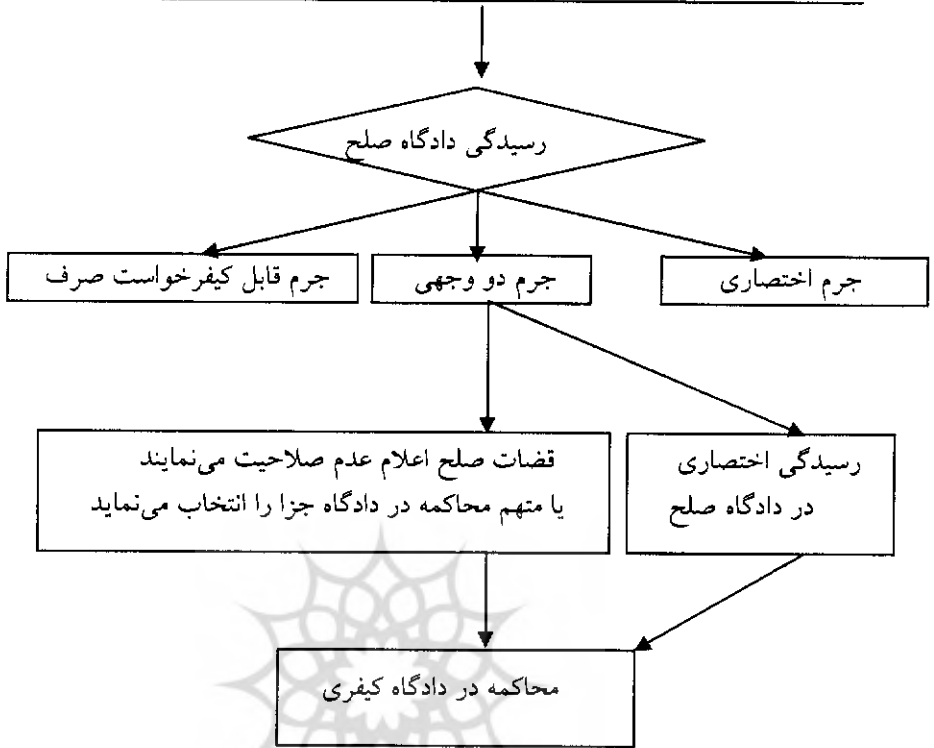 رسیدگی دادگاه صلح
جرم اختصاری
جرم دو وجهی
جرم قابل کیفرخواست صرف
رسیدگی اختصاری
در دادگاه صلح
قضات صلح اعلام عدم صلاحیت می‌نمایند
یا متهم محاکمه در دادگاه جزا را انتخاب می‌نماید
محاکمه در دادگاه کیفری